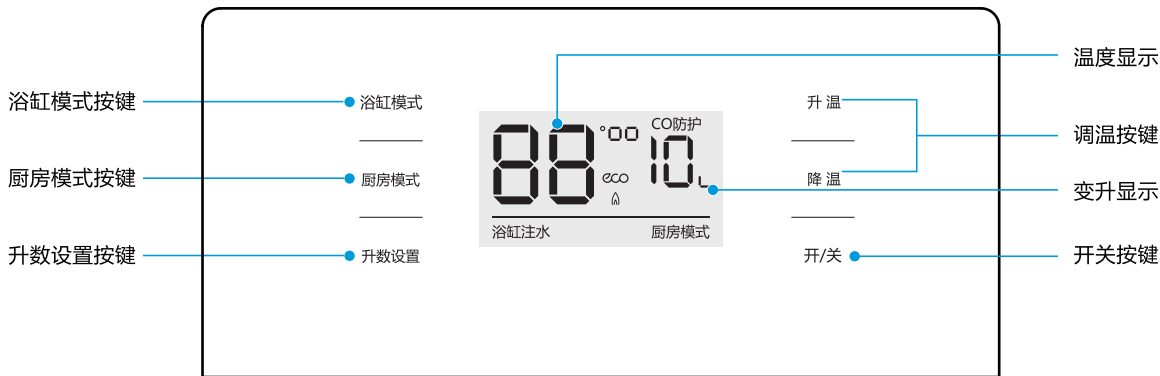 温度显示
浴缸模式按键
浴缸模式
升 温
88°00
CO防护
10L
eco
调温按键
厨房模式按键
厨房模式
降 温
变升显示
浴缸注水
厨房模式
升数设置按键
升数设置
开/关
开关按键